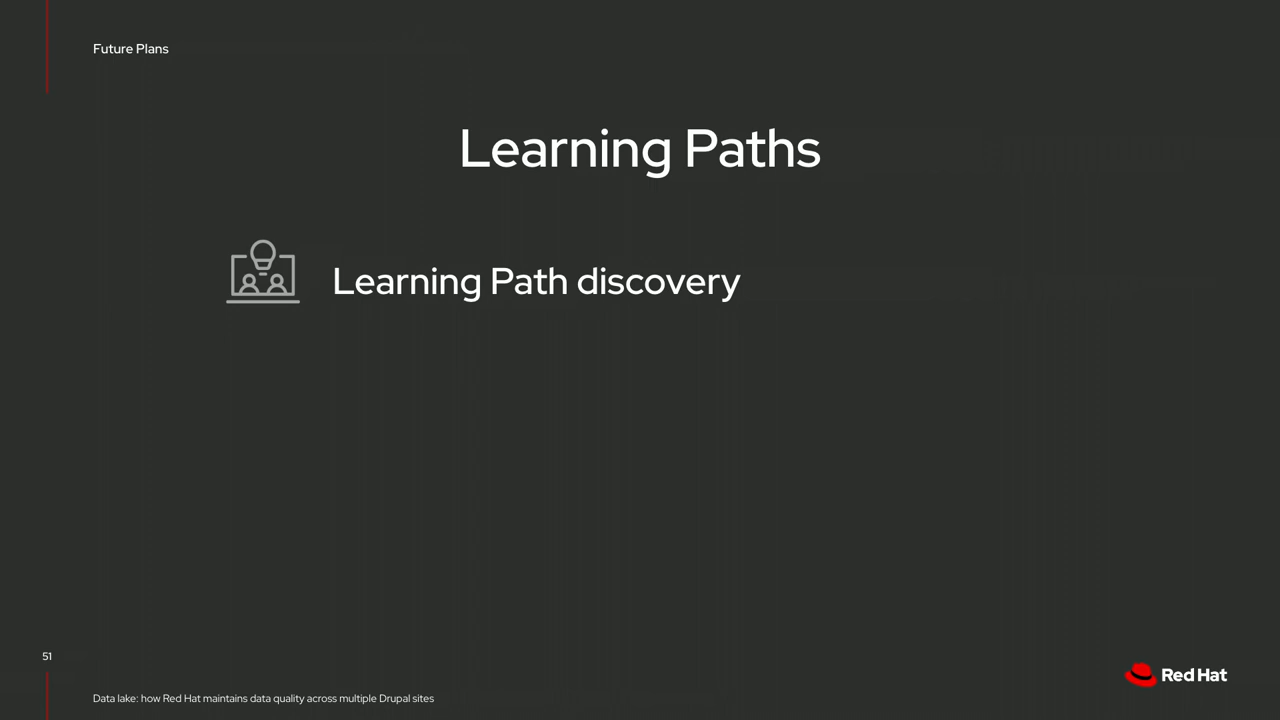 Future Plans
Learning Paths
Learning Path discovery
51
Red Hat
Data lake: how Red Hat maintains data quality across multiple Drupal sites